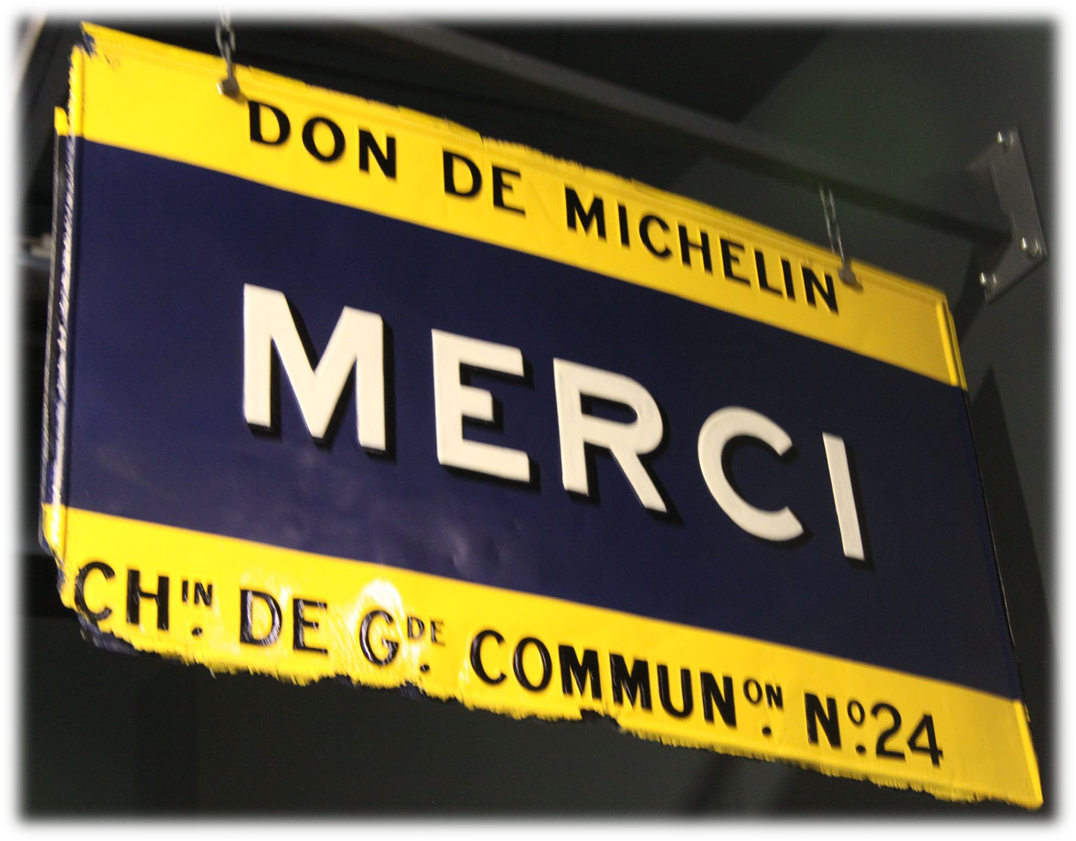 DON DE MICHELIN
MERCI
CHIN. DE GDE. COMMUNON. No.24